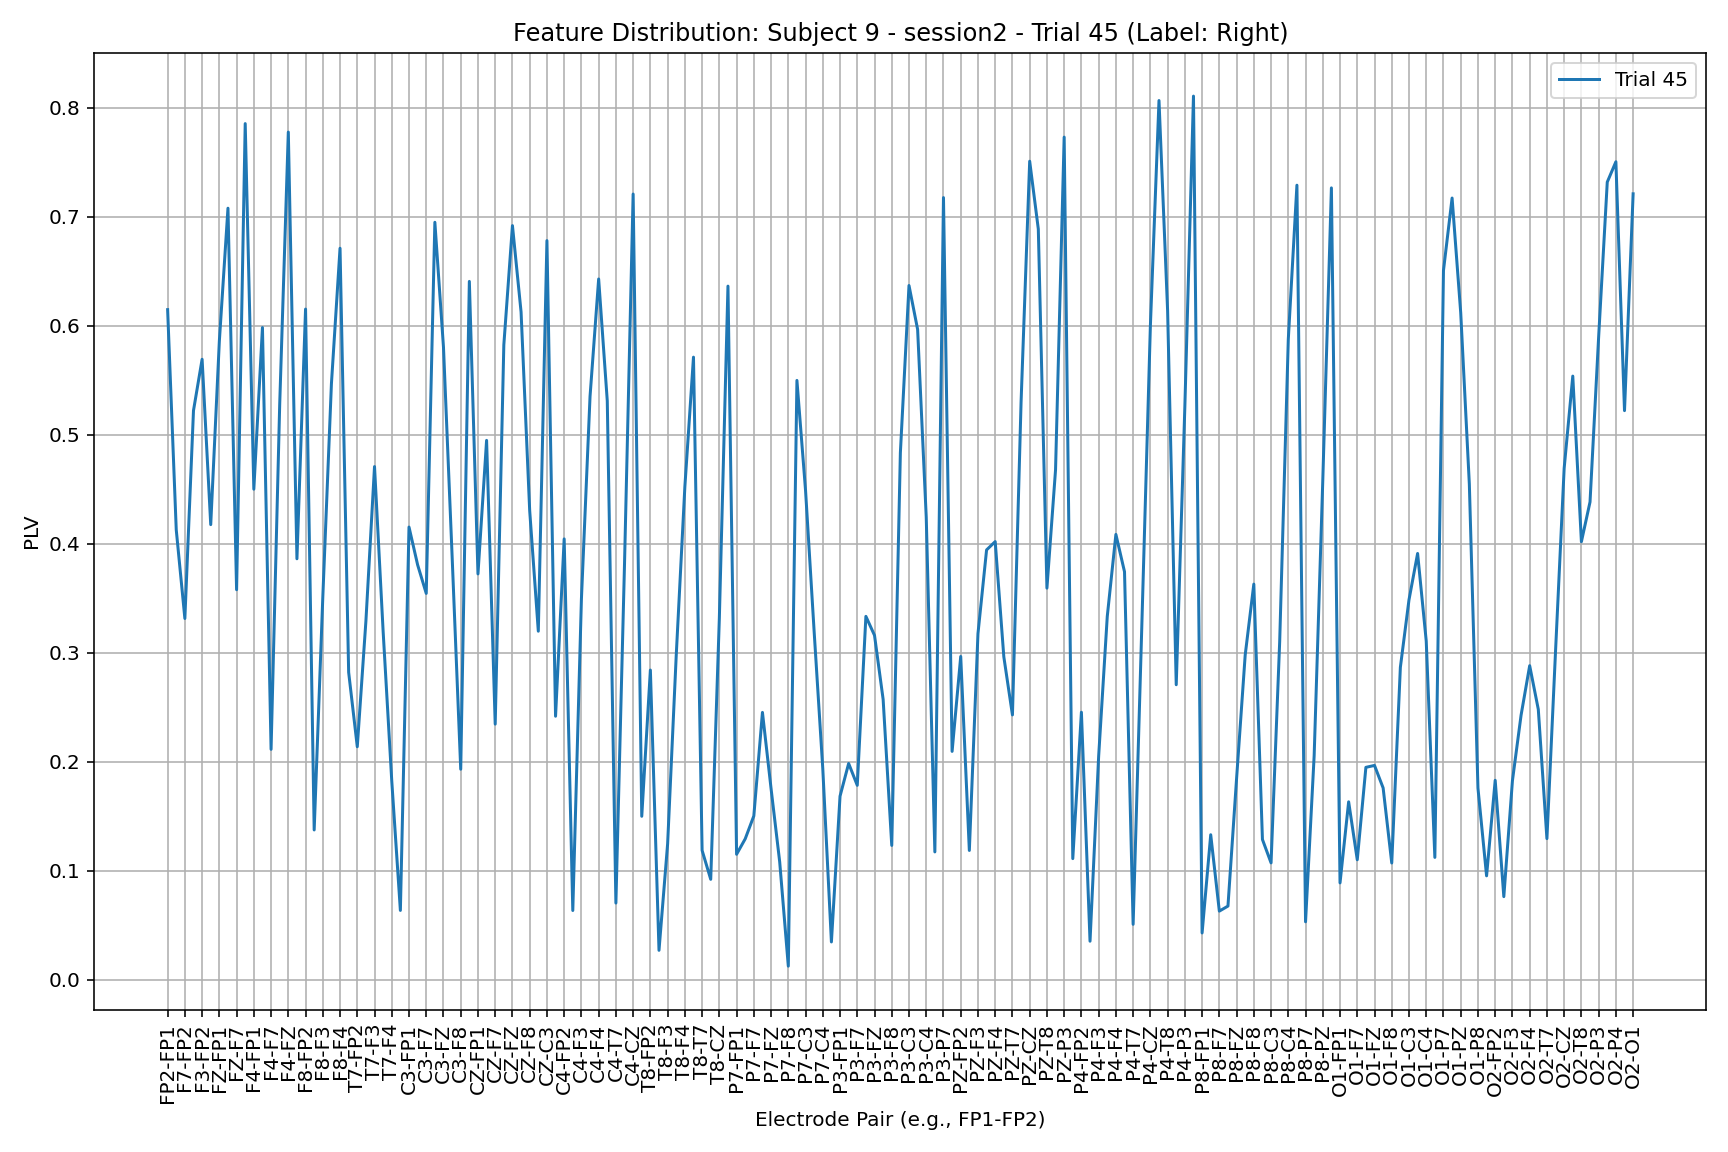 Feature Distribution: Subject 9 - session2 - Trial 45 (Label: Right)
Trial 45
PLV
0.8
0.7
0.6
0.5
0.4
0.3
0.2
0.1
0.0
FP2-FP1
F7-FP2
F3-FP2
FZ-FP1
FZ-F7
F4-FP1
F4-F7
F4-FZ
F8-FP2
F8-F3
F8-F4
T7-FP2
T7-F3
T7-F4
C3-FP1
C3-F7
C3-FZ
C3-F8
CZ-FP1
CZ-F7
CZ-FZ
CZ-F8
CZ-C3
C4-FP2
C4-F3
C4-F4
C4-T7
C4-CZ
T8-FP2
T8-F3
T8-F4
T8-T7
T8-CZ
P7-FP1
P7-F7
P7-FZ
P7-F8
P7-C3
P7-C4
P3-FP1
P3-F7
P3-FZ
P3-F8
P3-C3
P3-C4
P3-P7
PZ-FP2
PZ-F3
PZ-F4
PZ-T7
PZ-CZ
PZ-T8
PZ-P3
P4-FP2
P4-F3
P4-F4
P4-T7
P4-CZ
P4-T8
P4-P3
P8-FP1
P8-F7
P8-FZ
P8-F8
P8-C3
P8-C4
P8-P7
P8-PZ
O1-FP1
O1-F7
O1-FZ
O1-F8
O1-C3
O1-C4
O1-P7
O1-PZ
O1-P8
O2-FP2
O2-F3
O2-F4
O2-T7
O2-CZ
O2-T8
O2-P3
O2-P4
O2-O1
Electrode Pair (e.g., FP1-FP2)